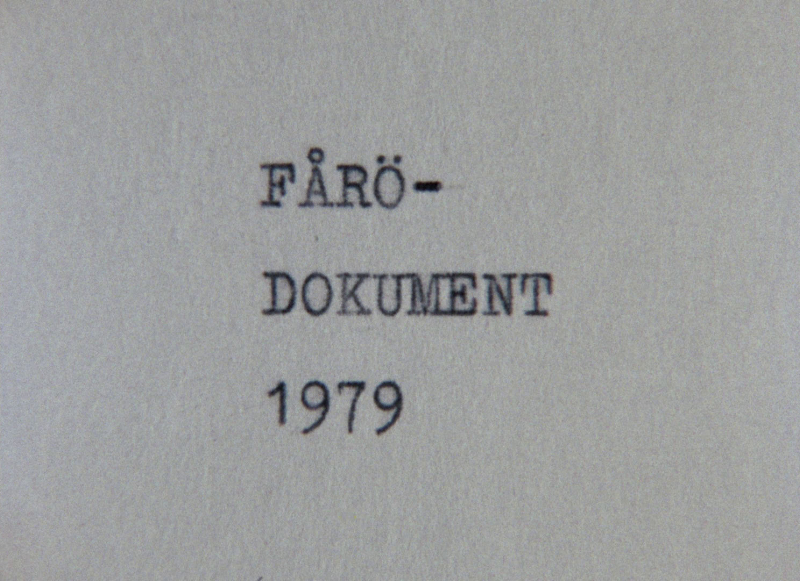 FÅRÖ-
DOKUMENT
1979